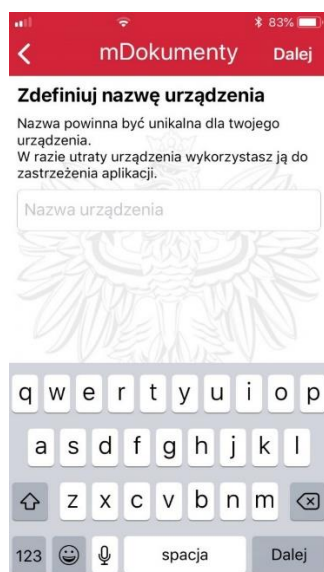 83%
mDokumenty
Dalej
Zdefiniuj nazwę urządzenia
Nazwa powinna być unikalna dla twojego
urządzenia.
W razie utraty urządzenia wykorzystasz ją do
zastrzeżenia aplikacji.
Nazwa urządzenia
q w e r t y u i o p
a s d f g h j k l
z x c v b n m
123 spacja Dalej